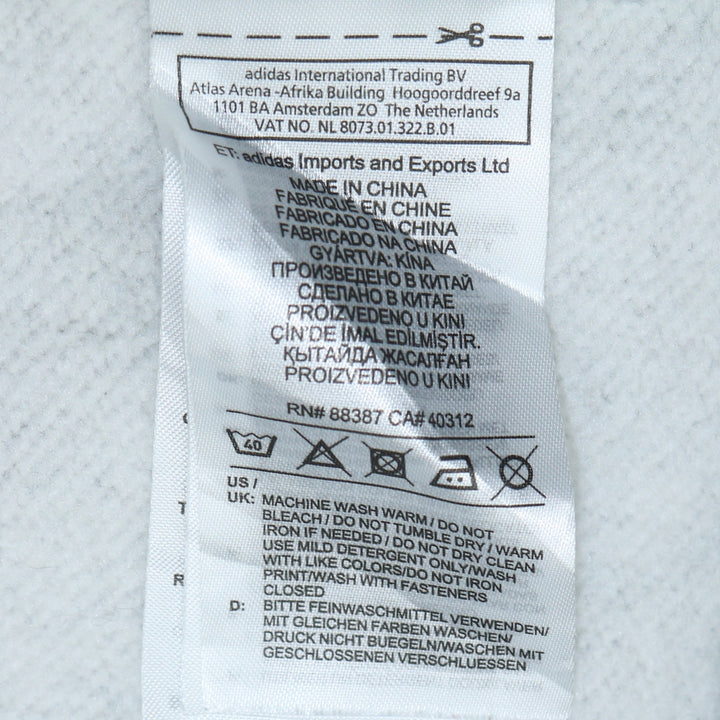 adidas International Trading BV
Atlas Arena -Afrika Building Hoogoorddreef 9a
1101 BA Amsterdam ZO The Netherlands
VAT NO. NL 8073.01.322.B.01
ET: adidas Imports and Exports Ltd
MADE IN CHINA
FABRIQUÉ EN CHINE
FABRICADO EN CHINA
FABRICADO NA CHINA
GYÁRTVA: KÍNA
ПРОИЗВЕДЕНО В КИТАЙ
СДЕЛАНО В КИТАЕ
PROIZVEDENO U KINI
ÇİN'DE İMAL EDİLMİŞTİR.
ҚЫТАЙДА ЖАСАЛҒАН
PROIZVEDENO U KINI
RN# 88387 CA# 40312
40
US /
UK: MACHINE WASH WARM / DO NOT
BLEACH / DO NOT TUMBLE DRY / WARM
IRON IF NEEDED / DO NOT DRY CLEAN
USE MILD DETERGENT ONLY/WASH
WITH LIKE COLORS/DO NOT IRON
PRINT/WASH WITH FASTENERS
CLOSED
D: BITTE FEINWASCHMITTEL VERWENDEN/
MIT GLEICHEN FARBEN WASCHEN/
DRUCK NICHT BUEGELN/WASCHEN MIT
GESCHLOSSENEN VERSCHLUESSEN